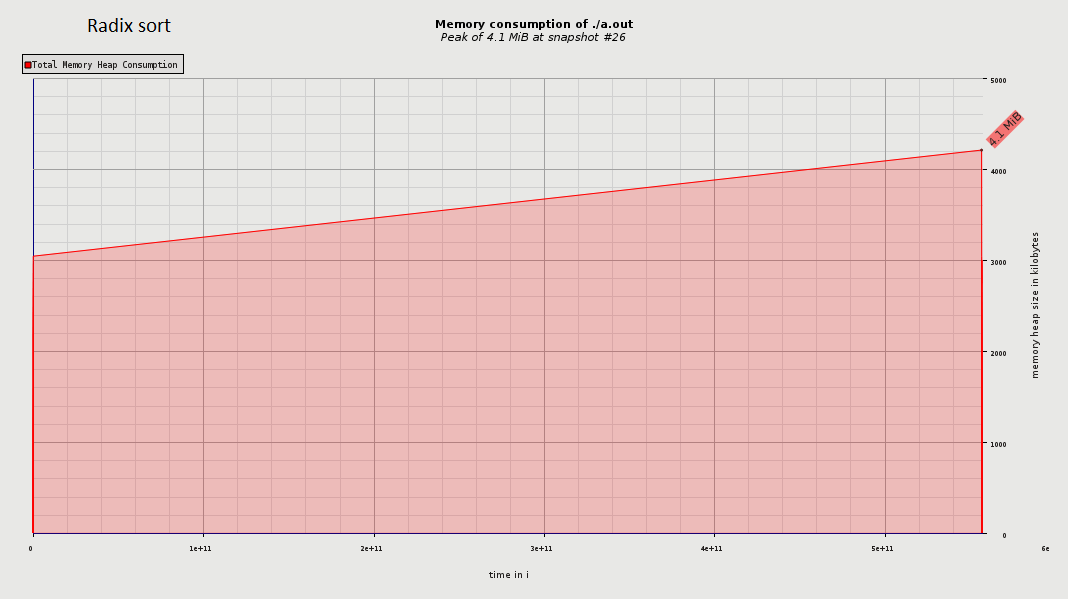 Radix sort
Memory consumption of ./a.out
Peak of 4.1 MiB at snapshot #26
Total Memory Heap Consumption
4.1 MiB
5000
4000
3000
2000
1000
0
memory heap size in kilobytes
0
1e+11
2e+11
3e+11
4e+11
5e+11
6e
time in i